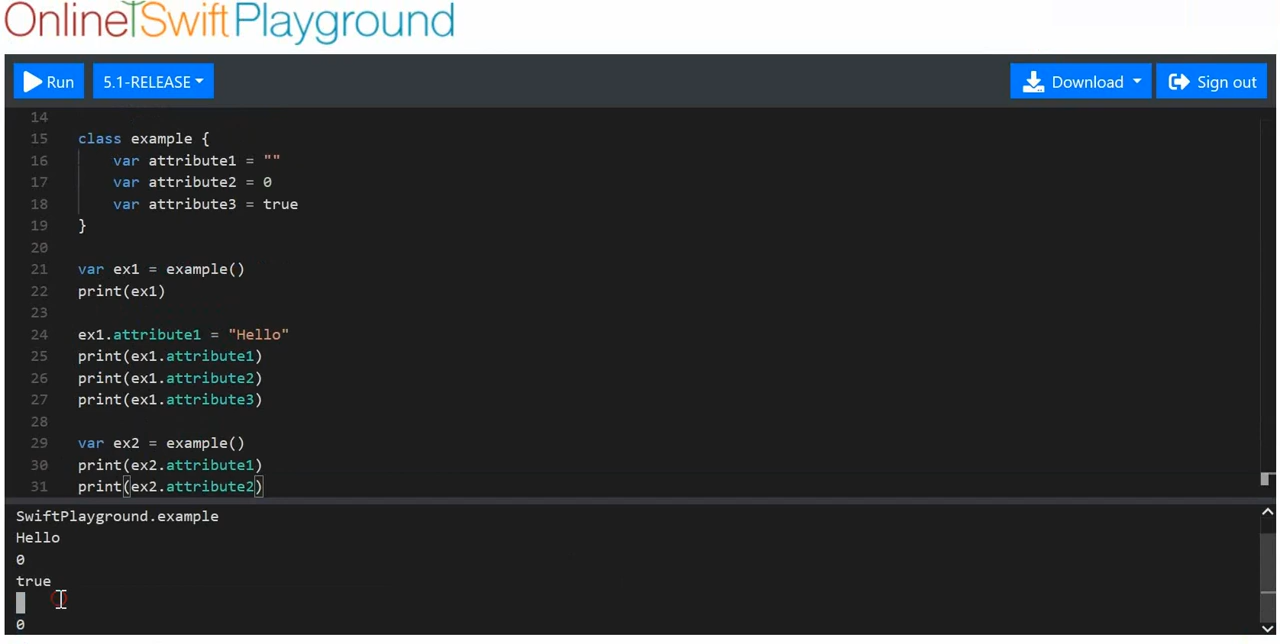 OnlineSwiftPlayground
Run
5.1-RELEASE
Download
Sign out
14
15 class example {
16 var attribute1 = ""
17 var attribute2 = 0
18 var attribute3 = true
19 }
20
21 var ex1 = example()
22 print(ex1)
23
24 ex1.attribute1 = "Hello"
25 print(ex1.attribute1)
26 print(ex1.attribute2)
27 print(ex1.attribute3)
28
29 var ex2 = example()
30 print(ex2.attribute1)
31 print(ex2.attribute2)
SwiftPlayground.example
Hello
0
true
0